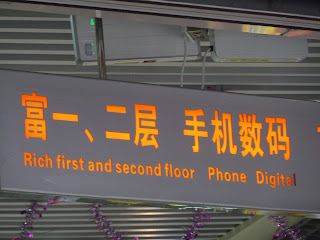 富一、二层 手机数码
Rich first and second floor Phone Digital